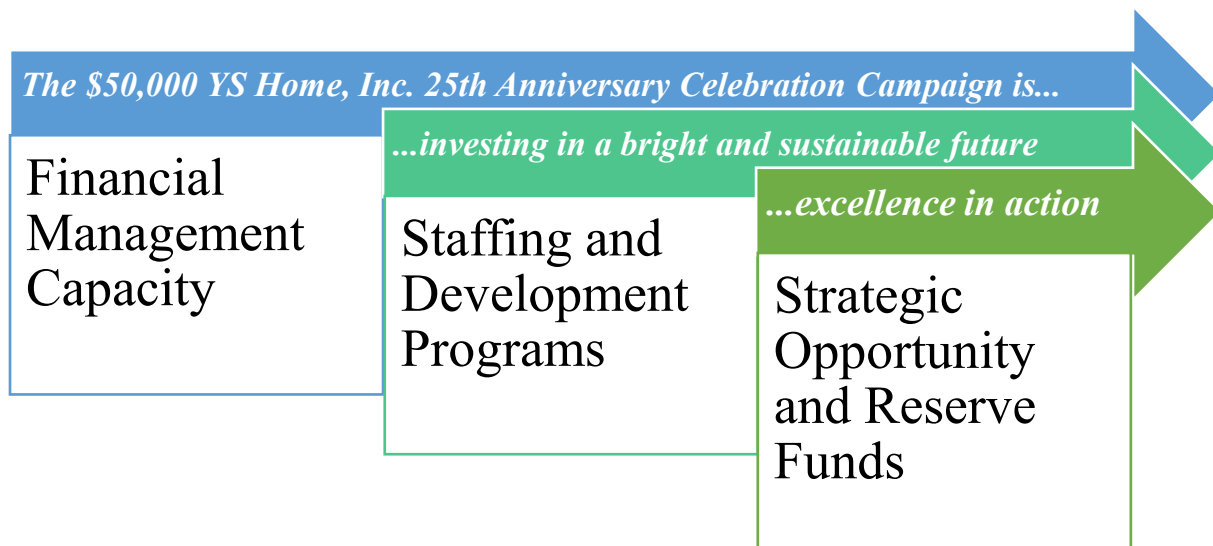 The $50,000 YS Home, Inc. 25th Anniversary Celebration Campaign is...
Financial
Management
Capacity
...investing in a bright and sustainable future
Staffing and
Development
Programs
...excellence in action
Strategic
Opportunity
and Reserve
Funds